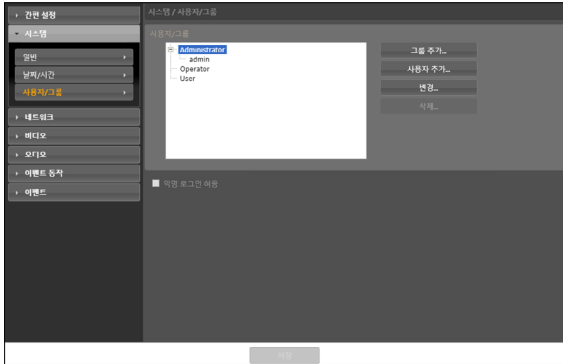 간편 설정
시스템
일반
날짜/시간
사용자/그룹
네트워크
비디오
오디오
이벤트 동작
이벤트
시스템 / 사용자/그룹
사용자/그룹
Administrator
admin
Operator
User
그룹 추가...
사용자 추가...
변경...
삭제...
익명 로그인 허용
저장